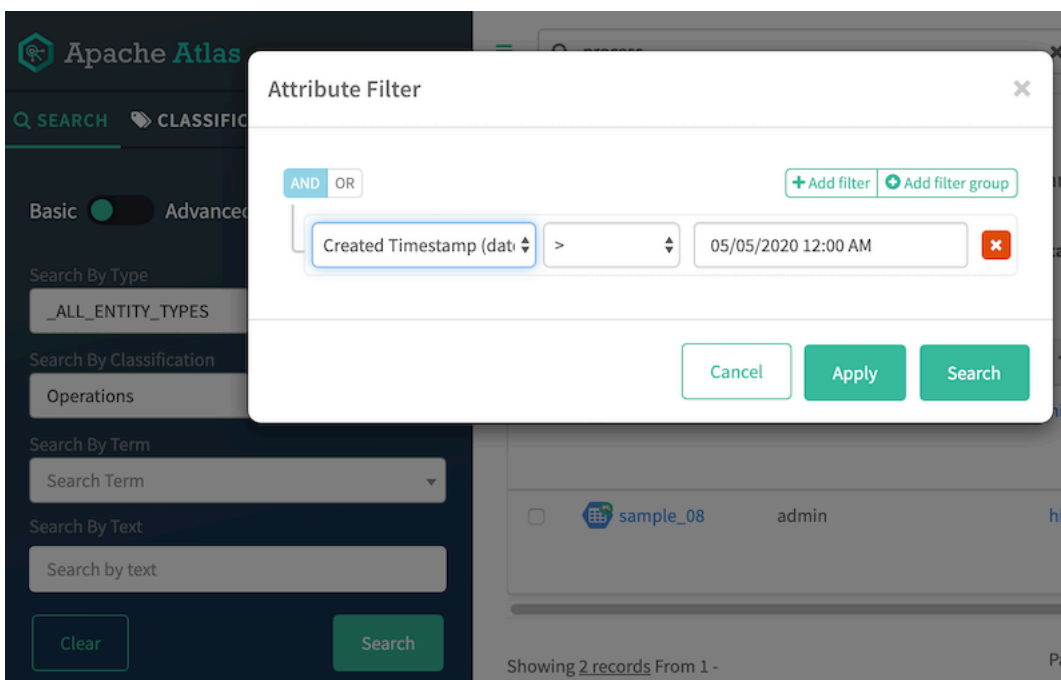 Apache Atlas
process
Attribute Filter
SEARCH
CLASSIFIC
AND OR
Add filter
Add filter group
Basic
Advanced
Created Timestamp (dat
>
05/05/2020 12:00 AM
Search By Type
_ALL_ENTITY_TYPES
Search By Classification
Operations
Cancel
Apply
Search
Search By Term
Search Term
sample_08
admin
hi
Search By Text
Search by text
Clear
Search
Showing 2 records From 1 -